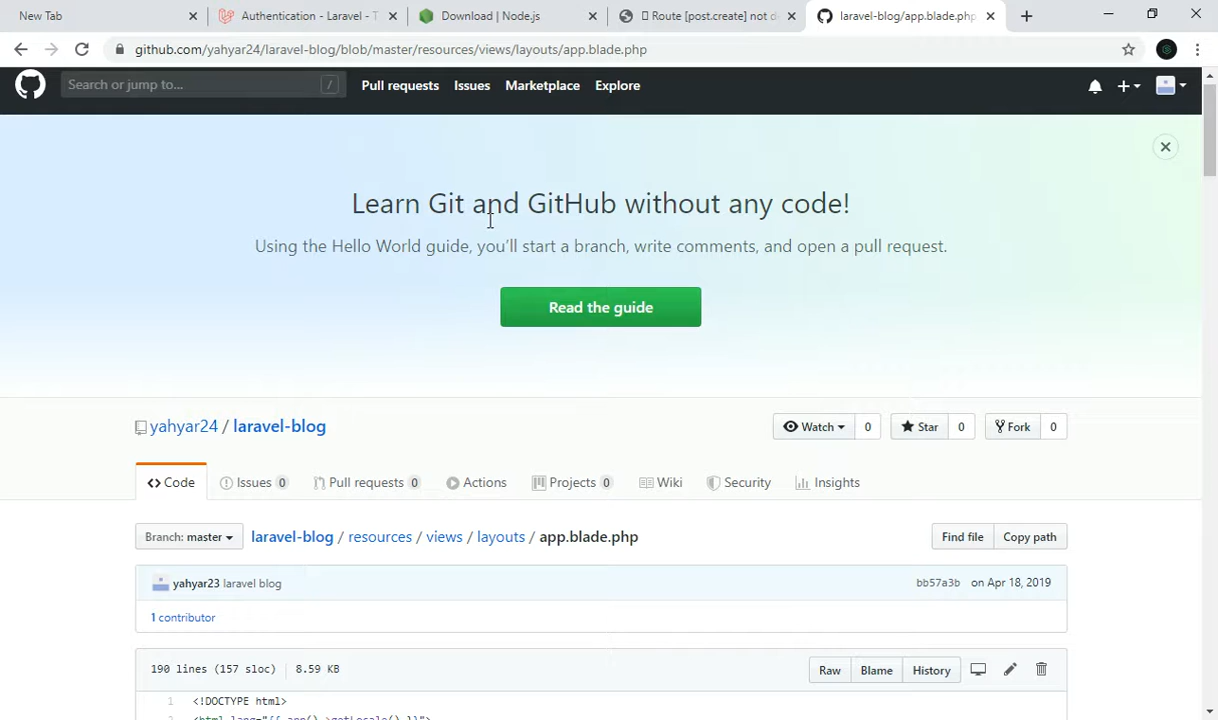 New Tab
Authentication - Laravel - T
Download | Node.js
Route [post.create] not d
laravel-blog/app.blade.php
github.com/yahyar24/laravel-blog/blob/master/resources/views/layouts/app.blade.php
Search or jump to... /
Pull requests Issues Marketplace Explore
Learn Git and GitHub without any code!
Using the Hello World guide, you'll start a branch, write comments, and open a pull request.
Read the guide
yahyar24 / laravel-blog
Watch 0 Star 0 Fork 0
Code Issues 0 Pull requests 0 Actions Projects 0 Wiki Security Insights
Branch: master laravel-blog / resources / views / layouts / app.blade.php Find file Copy path
yahyar23 laravel blog bb57a3b on Apr 18, 2019
1 contributor
190 lines (157 sloc) 8.59 KB Raw Blame History
1 <!DOCTYPE html>
2 <html lang="{{ app()->getLocale() }}">